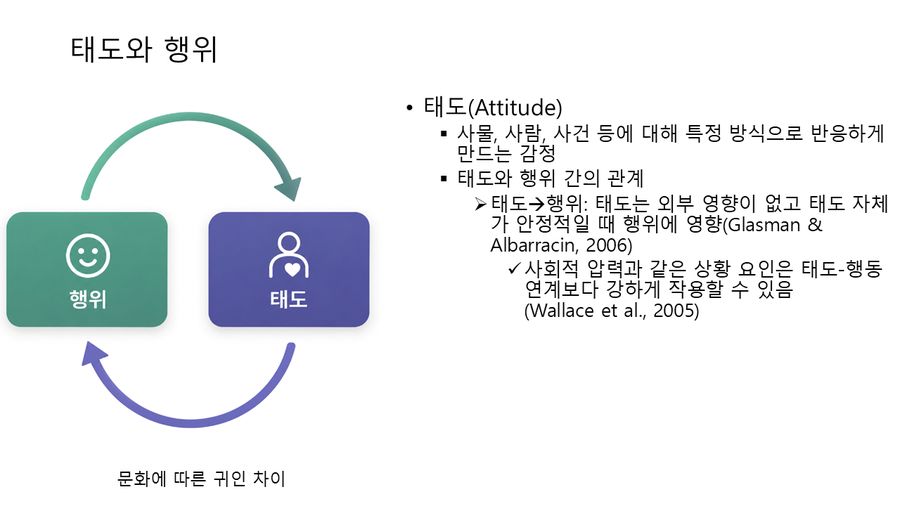 태도와 행위
행위
태도
문화에 따른 귀인 차이
• 태도(Attitude)
▪ 사물, 사람, 사건 등에 대해 특정 방식으로 반응하게
만드는 감정
▪ 태도와 행위 간의 관계
➢태도→행위: 태도는 외부 영향이 없고 태도 자체
가 안정적일 때 행위에 영향(Glasman &
Albarracin, 2006)
✓사회적 압력과 같은 상황 요인은 태도-행동
연계보다 강하게 작용할 수 있음
(Wallace et al., 2005)